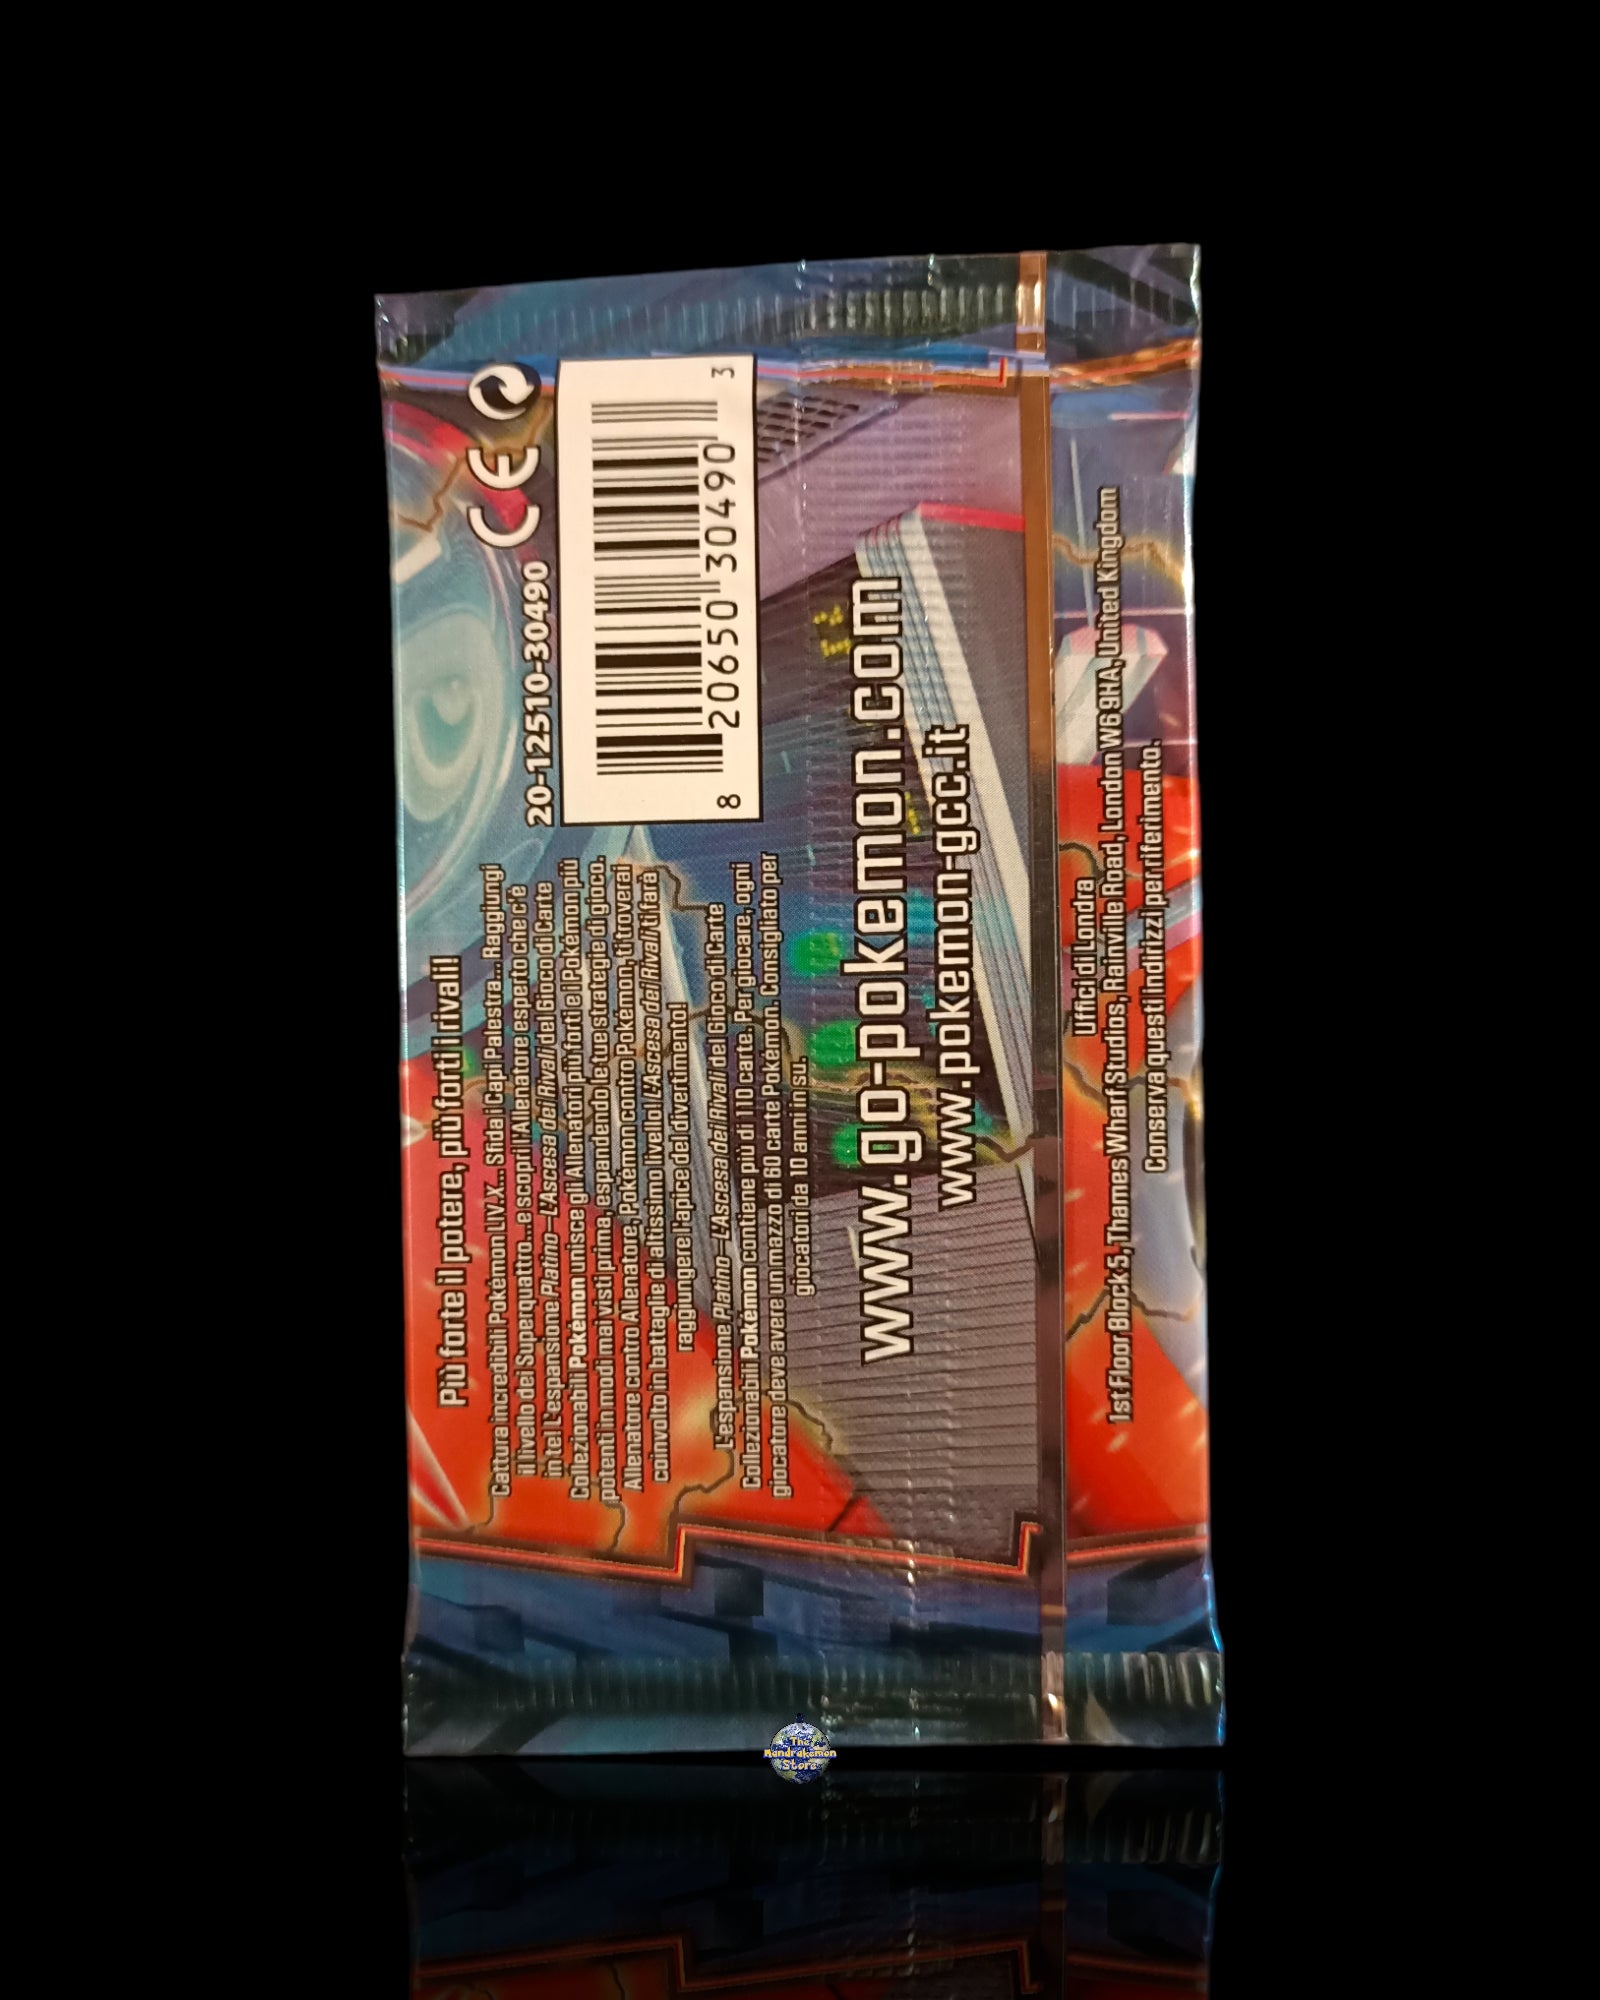 Più forte il potere, più forti i rivali!
Cattura incredibili Pokémon LIV.X... Sfida i Capi Palestra... Raggiungi
il livello dei Superquattro... e scopri l'Allenatore esperto che c'è
in te! L'espansione Platino—L'Ascesa dei Rivali del Gioco di Carte
Collezionabili Pokémon unisce gli Allenatori più forti e i Pokémon più
potenti in modi mai visti prima, espandendo le tue strategie di gioco.
Allenatore contro Allenatore, Pokémon contro Pokémon, ti troverai
coinvolto in battaglie di altissimo livello! L'Ascesa dei Rivali ti farà
raggiungere l'apice del divertimento!
L'espansione Platino—L'Ascesa dei Rivali del Gioco di Carte
Collezionabili Pokémon contiene più di 110 carte. Per giocare, ogni
giocatore deve avere un mazzo di 60 carte Pokémon. Consigliato per
giocatori da 10 anni in su.
20-12510-30490
CE
8 20650 30490 3
www.go-pokemon.com
www.pokemon-gcc.it
Uffici di Londra
1st Floor Block 5, Thames Wharf Studios, Rainville Road, London W6 9HA, United Kingdom
Conserva questi indirizzi per riferimento.
The
Mandrakemon
Store